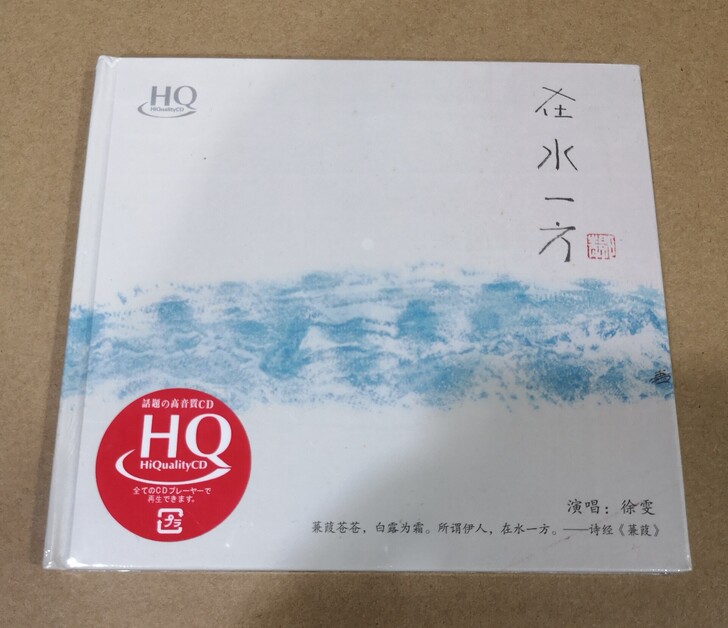 HQ
HiQualityCD
在水一方
話題の高音質CD
HQ
HiQualityCD
全てのCDプレーヤーで
再生できます。
プラ
演唱：徐雯
蒹葭苍苍，白露为霜。所谓伊人，在水一方。——诗经《蒹葭》